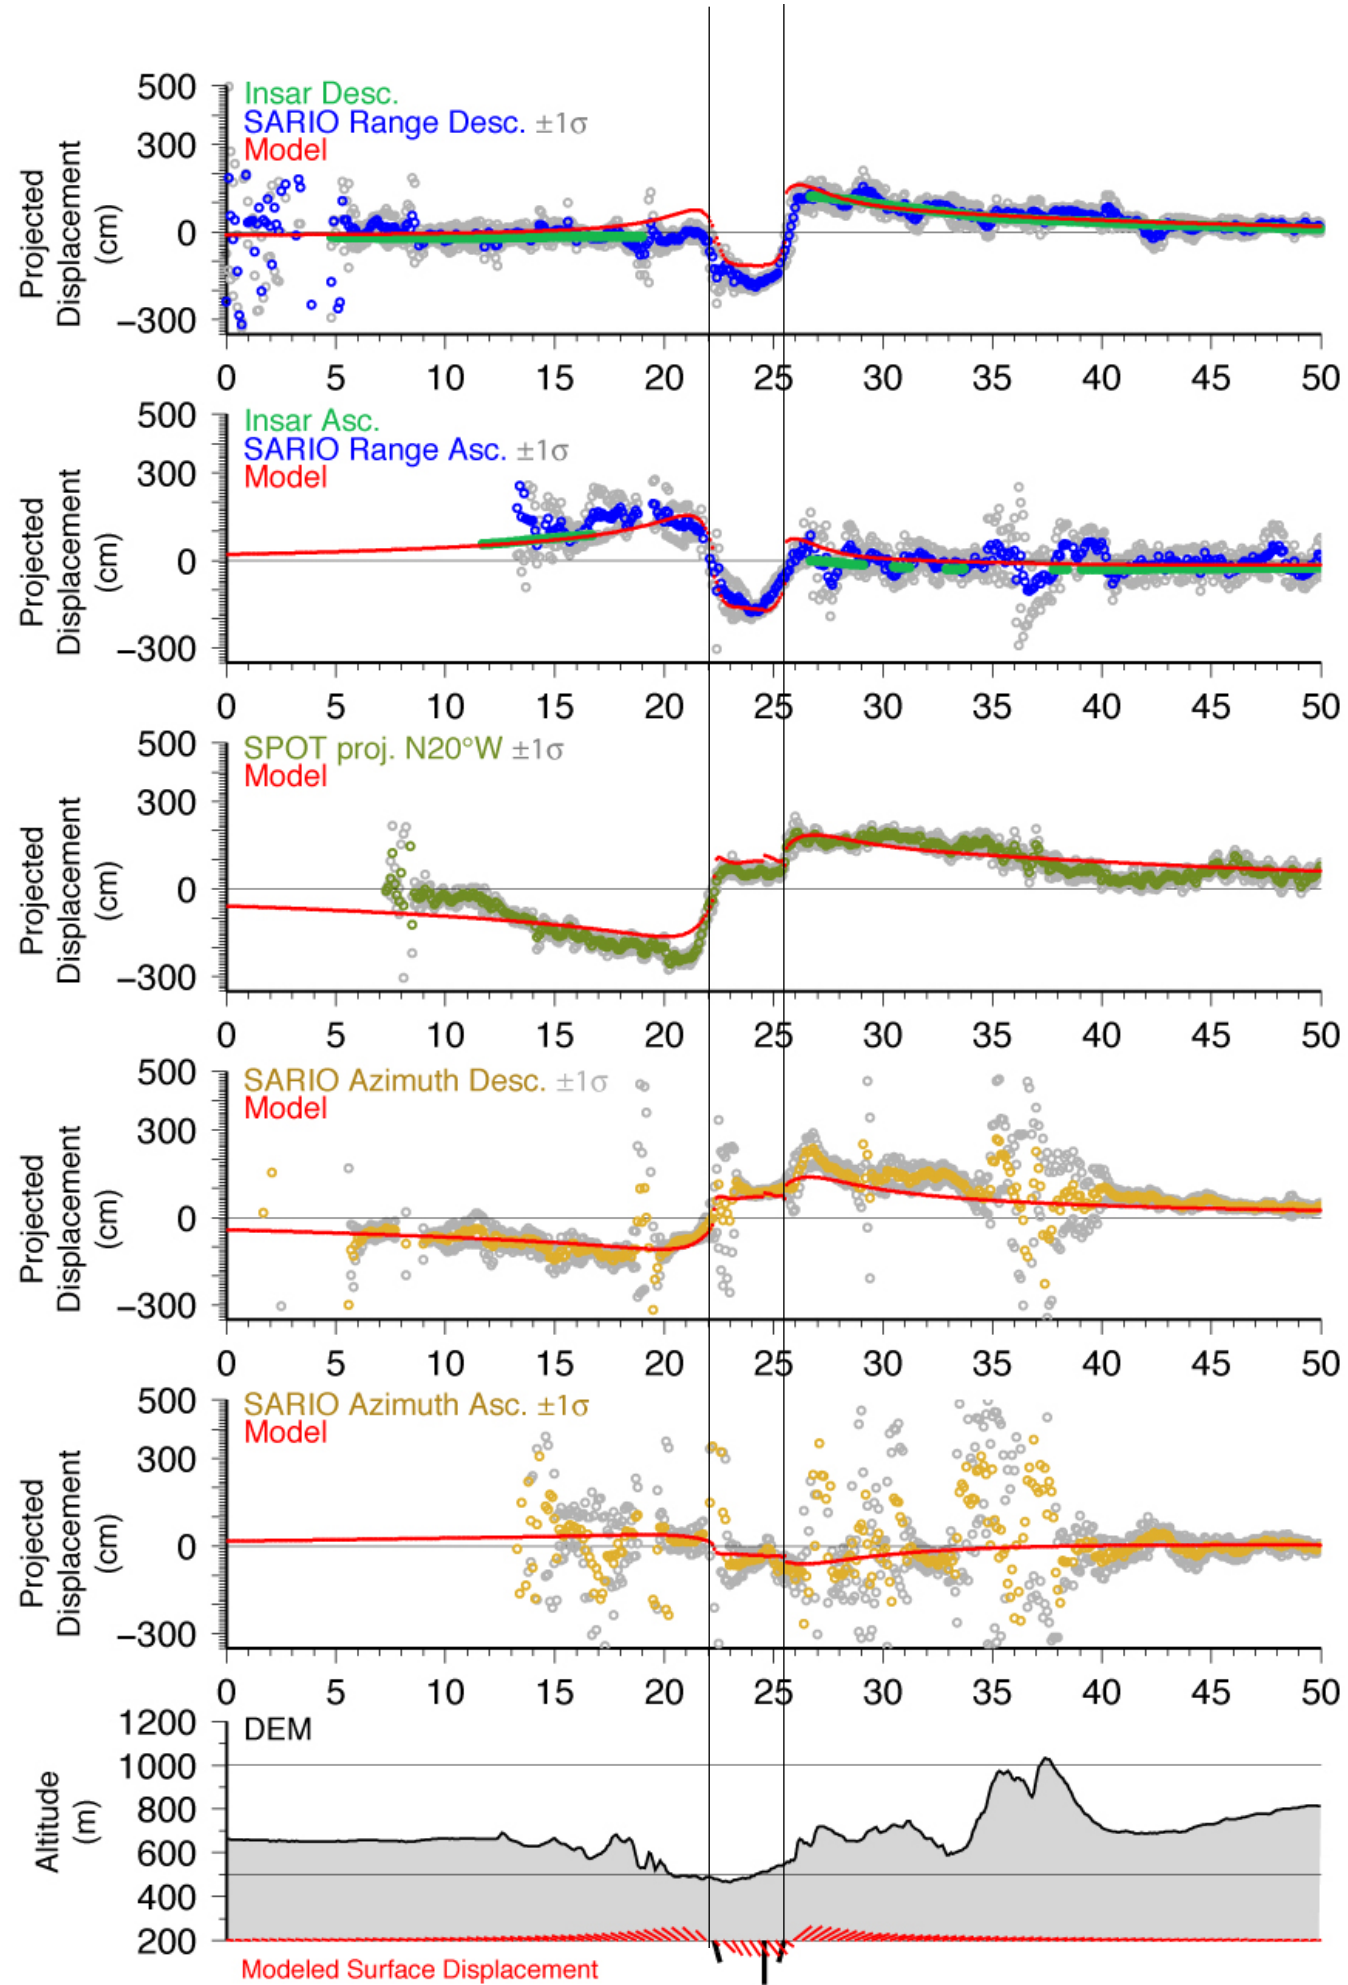 500
300
0
−300
Projected
Displacement
(cm)
Insar Desc.
SARIO Range Desc. ±1σ
Model
0 5 10 15 20 25 30 35 40 45 50
500
300
0
−300
Projected
Displacement
(cm)
Insar Asc.
SARIO Range Asc. ±1σ
Model
0 5 10 15 20 25 30 35 40 45 50
500
300
0
−300
Projected
Displacement
(cm)
SPOT proj. N20°W ±1σ
Model
0 5 10 15 20 25 30 35 40 45 50
500
300
0
−300
Projected
Displacement
(cm)
SARIO Azimuth Desc. ±1σ
Model
0 5 10 15 20 25 30 35 40 45 50
500
300
0
−300
Projected
Displacement
(cm)
SARIO Azimuth Asc. ±1σ
Model
0 5 10 15 20 25 30 35 40 45 50
1200
1000
800
600
400
200
Altitude
(m)
DEM
Modeled Surface Displacement